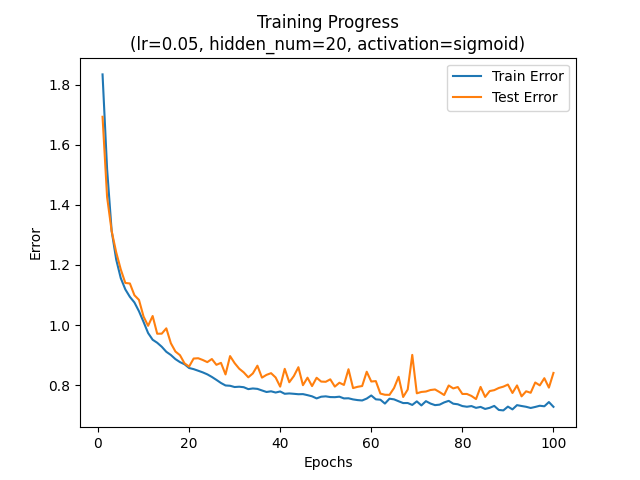 Training Progress
(lr=0.05, hidden_num=20, activation=sigmoid)
Train Error
Test Error
Error
1.8
1.6
1.4
1.2
1.0
0.8
0
20
40
60
80
100
Epochs